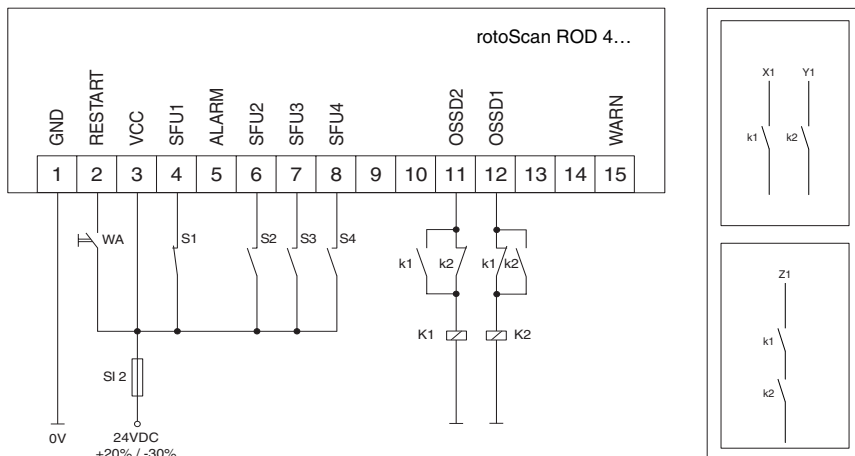 rotoScan ROD 4…
GND
RESTART
VCC
SFU1
ALARM
SFU2
SFU3
SFU4
OSSD2
OSSD1
WARN
1 2 3 4 5 6 7 8 9 10 11 12 13 14 15
WA S1 S2 S3 S4
k1 k2 k1 k2
K1 K2
SI 2
0V 24VDC
+20% / -30%
X1 Y1
k1 k2
Z1
k1
k2